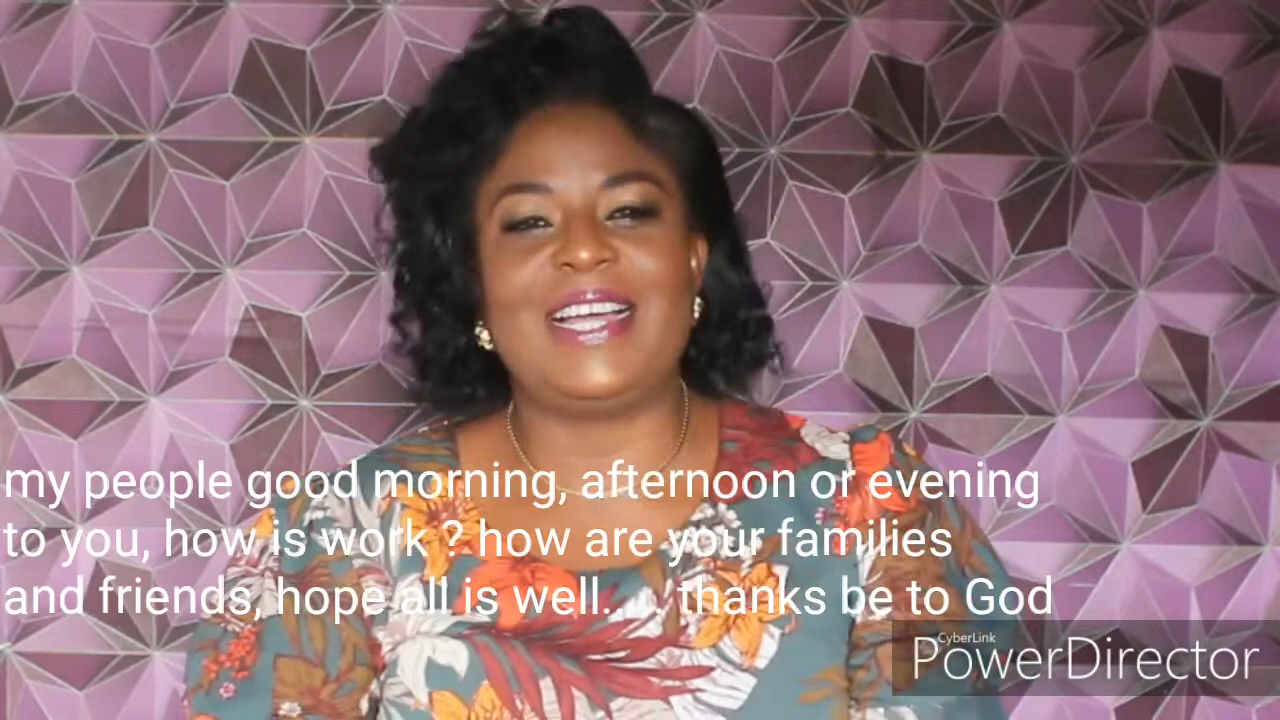 my people good morning, afternoon or evening
to you, how is work ? how are your families
and friends, hope all is well..... thanks be to God
CyberLink
PowerDirector